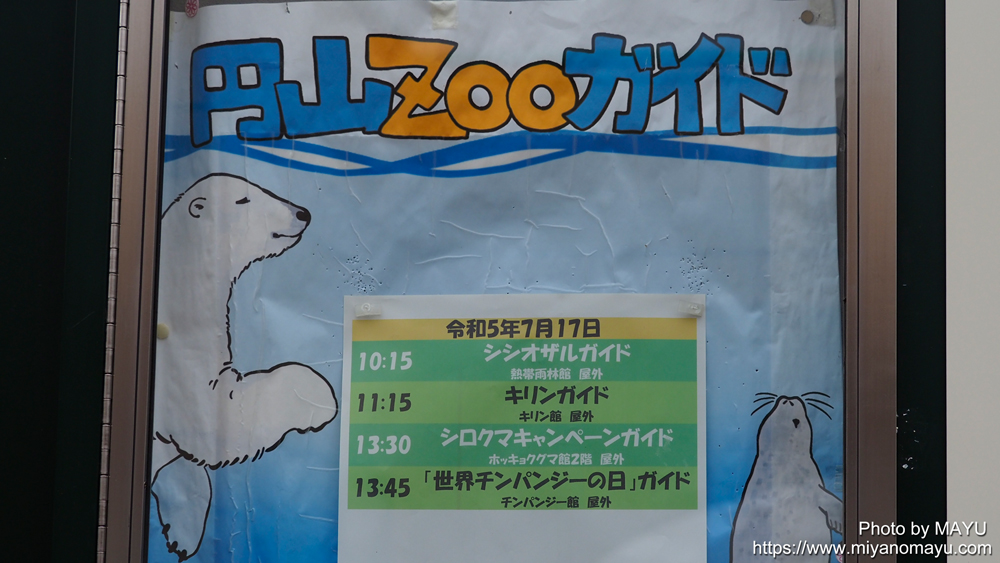 円山ZOOガイド
令和5年7月17日
10:15 シシオザルガイド
熱帯雨林館 屋外
11:15 キリンガイド
キリン館 屋外
13:30 シロクマキャンペーンガイド
ホッキョクグマ館2階 屋外
13:45 「世界チンパンジーの日」ガイド
チンパンジー館 屋外
Photo by MAYU
https://www.miyanomayu.com